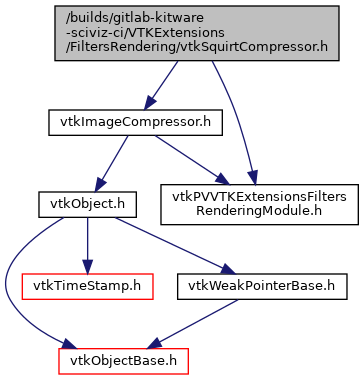 /builds/gitlab-kitware
-sciviz-ci/VTKExtensions
/FiltersRendering/vtkSquirtCompressor.h
vtkImageCompressor.h
vtkObject.h
vtkPVVTKExtensionsFilters
RenderingModule.h
vtkTimeStamp.h
vtkWeakPointerBase.h
vtkObjectBase.h